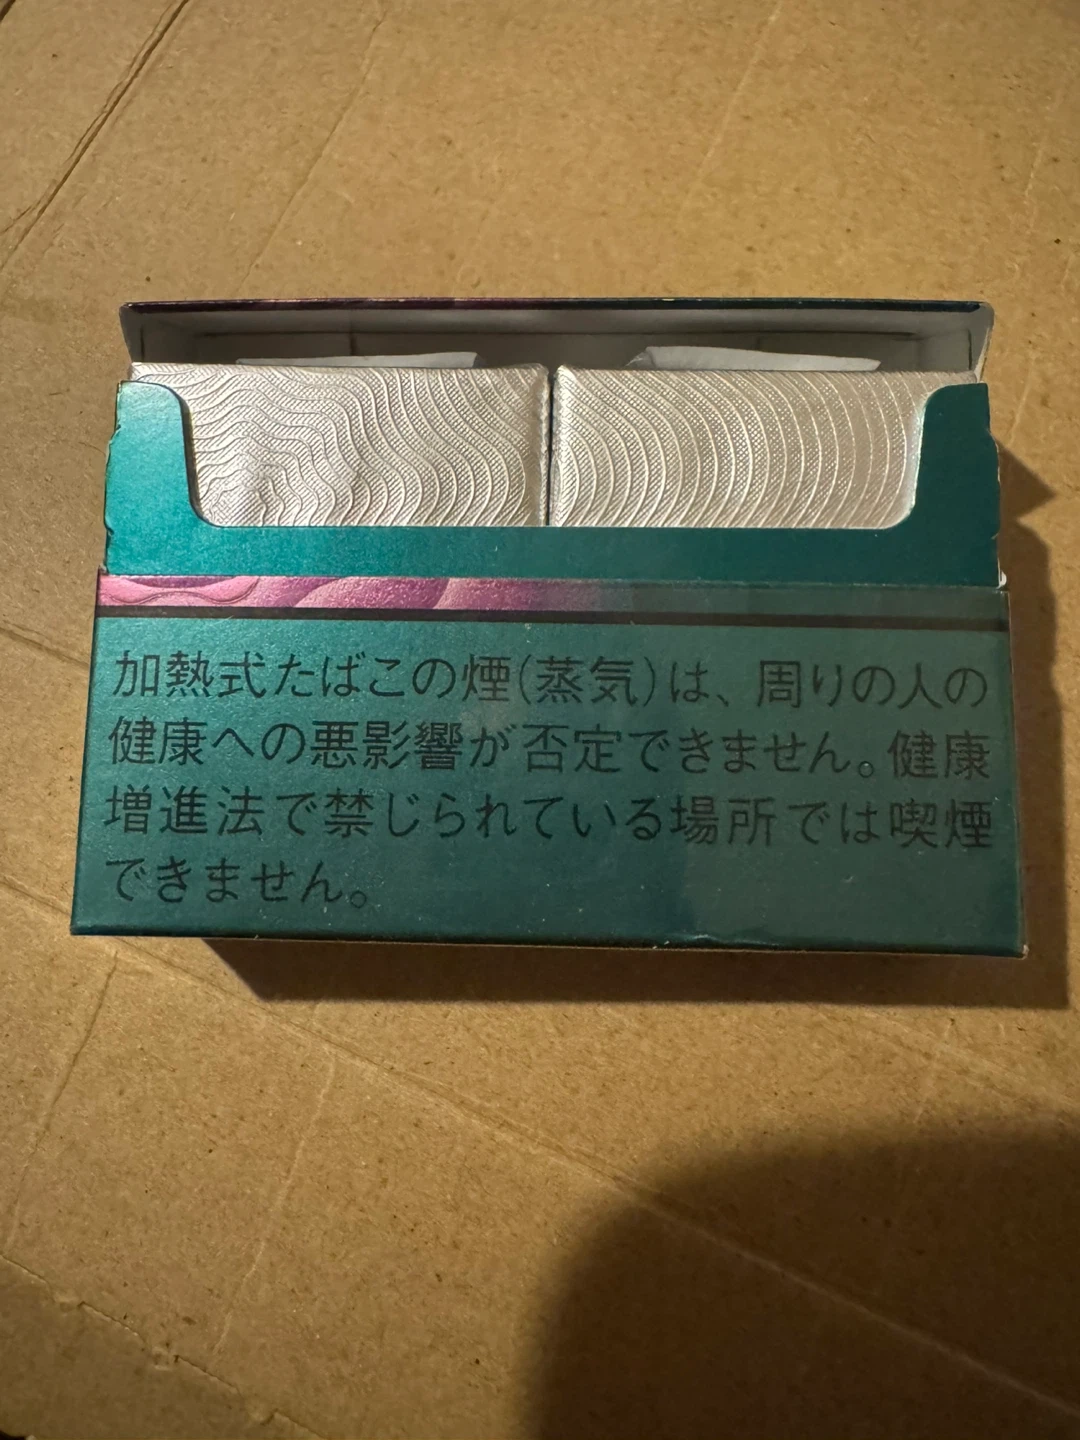 加熱式たばこの煙(蒸気)は、周りの人の
健康への悪影響が否定できません。健康
増進法で禁じられている場所では喫煙
できません。